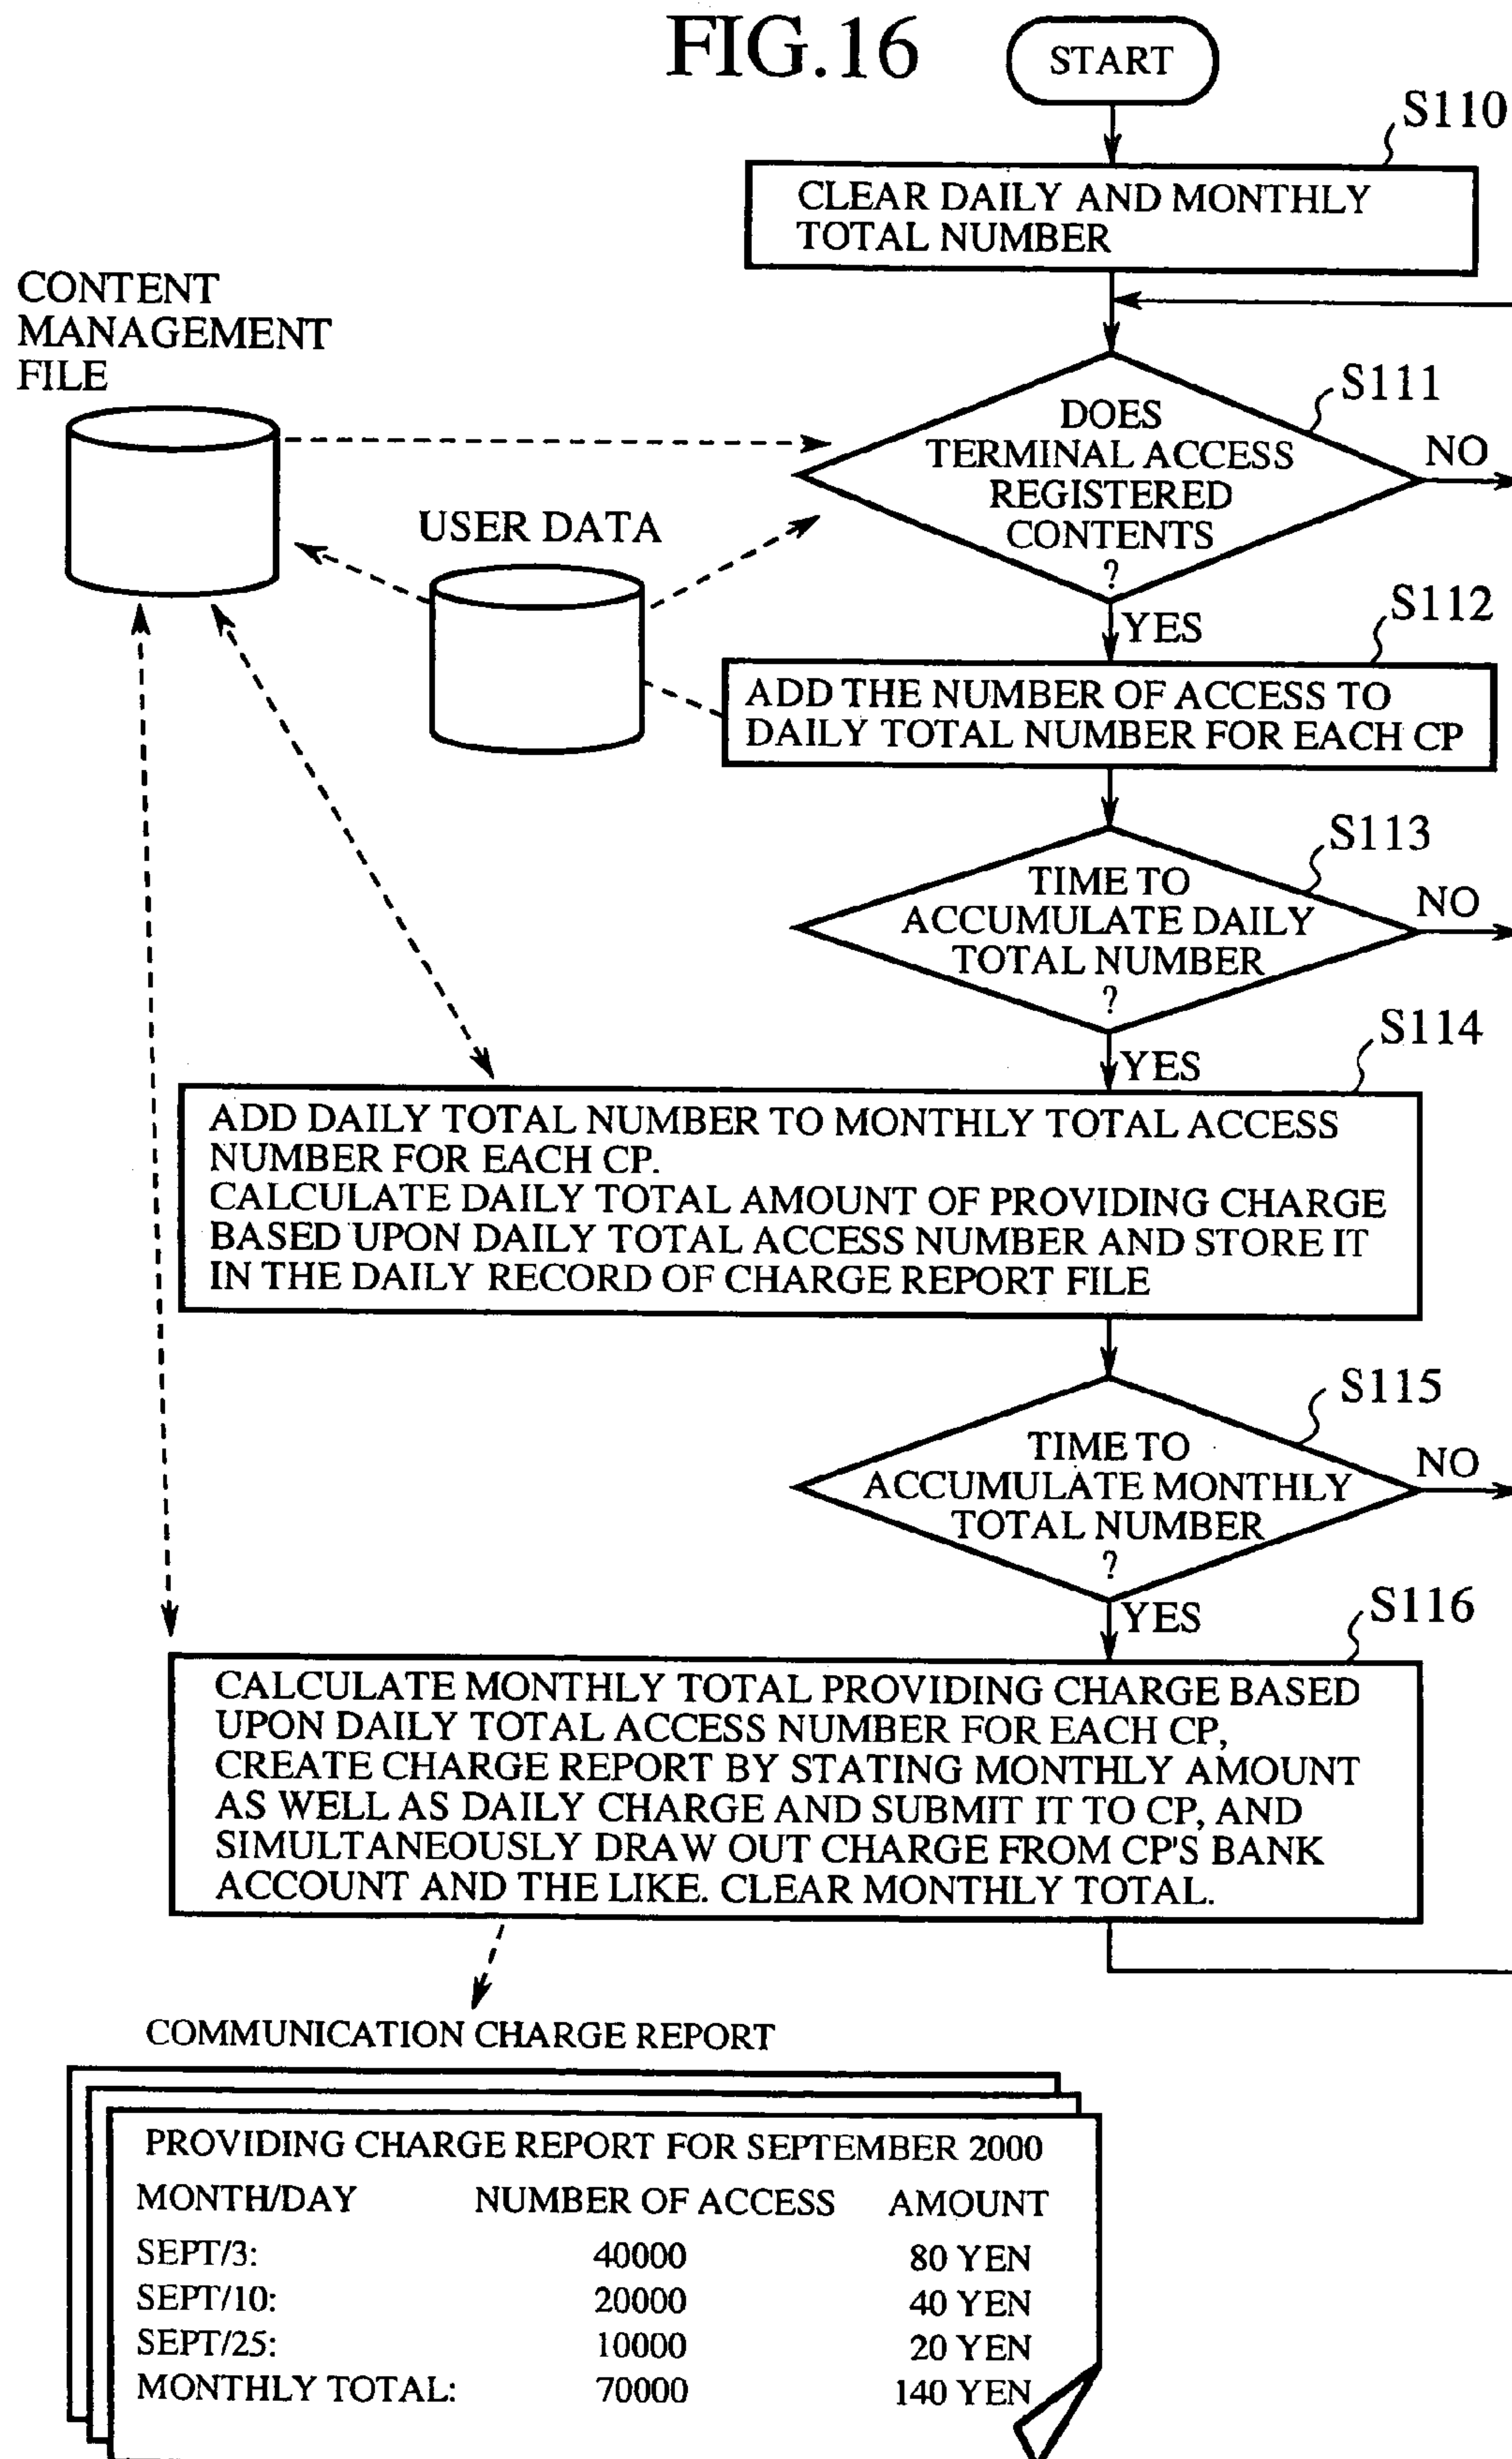 FIG.16
START
S110
CLEAR DAILY AND MONTHLY
TOTAL NUMBER
CONTENT
MANAGEMENT
FILE
S111
DOES
TERMINAL ACCESS
REGISTERED
CONTENTS
?
NO
USER DATA
YES
S112
ADD THE NUMBER OF ACCESS TO
DAILY TOTAL NUMBER FOR EACH CP
S113
TIME TO
ACCUMULATE DAILY
TOTAL NUMBER
?
NO
YES
S114
ADD DAILY TOTAL NUMBER TO MONTHLY TOTAL ACCESS
NUMBER FOR EACH CP.
CALCULATE DAILY TOTAL AMOUNT OF PROVIDING CHARGE
BASED UPON DAILY TOTAL ACCESS NUMBER AND STORE IT
IN THE DAILY RECORD OF CHARGE REPORT FILE
S115
TIME TO
ACCUMULATE MONTHLY
TOTAL NUMBER
?
NO
YES
S116
CALCULATE MONTHLY TOTAL PROVIDING CHARGE BASED
UPON DAILY TOTAL ACCESS NUMBER FOR EACH CP,
CREATE CHARGE REPORT BY STATING MONTHLY AMOUNT
AS WELL AS DAILY CHARGE AND SUBMIT IT TO CP, AND
SIMULTANEOUSLY DRAW OUT CHARGE FROM CP'S BANK
ACCOUNT AND THE LIKE. CLEAR MONTHLY TOTAL.
COMMUNICATION CHARGE REPORT
PROVIDING CHARGE REPORT FOR SEPTEMBER 2000
MONTH/DAY NUMBER OF ACCESS AMOUNT
SEPT/3: 40000 80 YEN
SEPT/10: 20000 40 YEN
SEPT/25: 10000 20 YEN
MONTHLY TOTAL: 70000 140 YEN